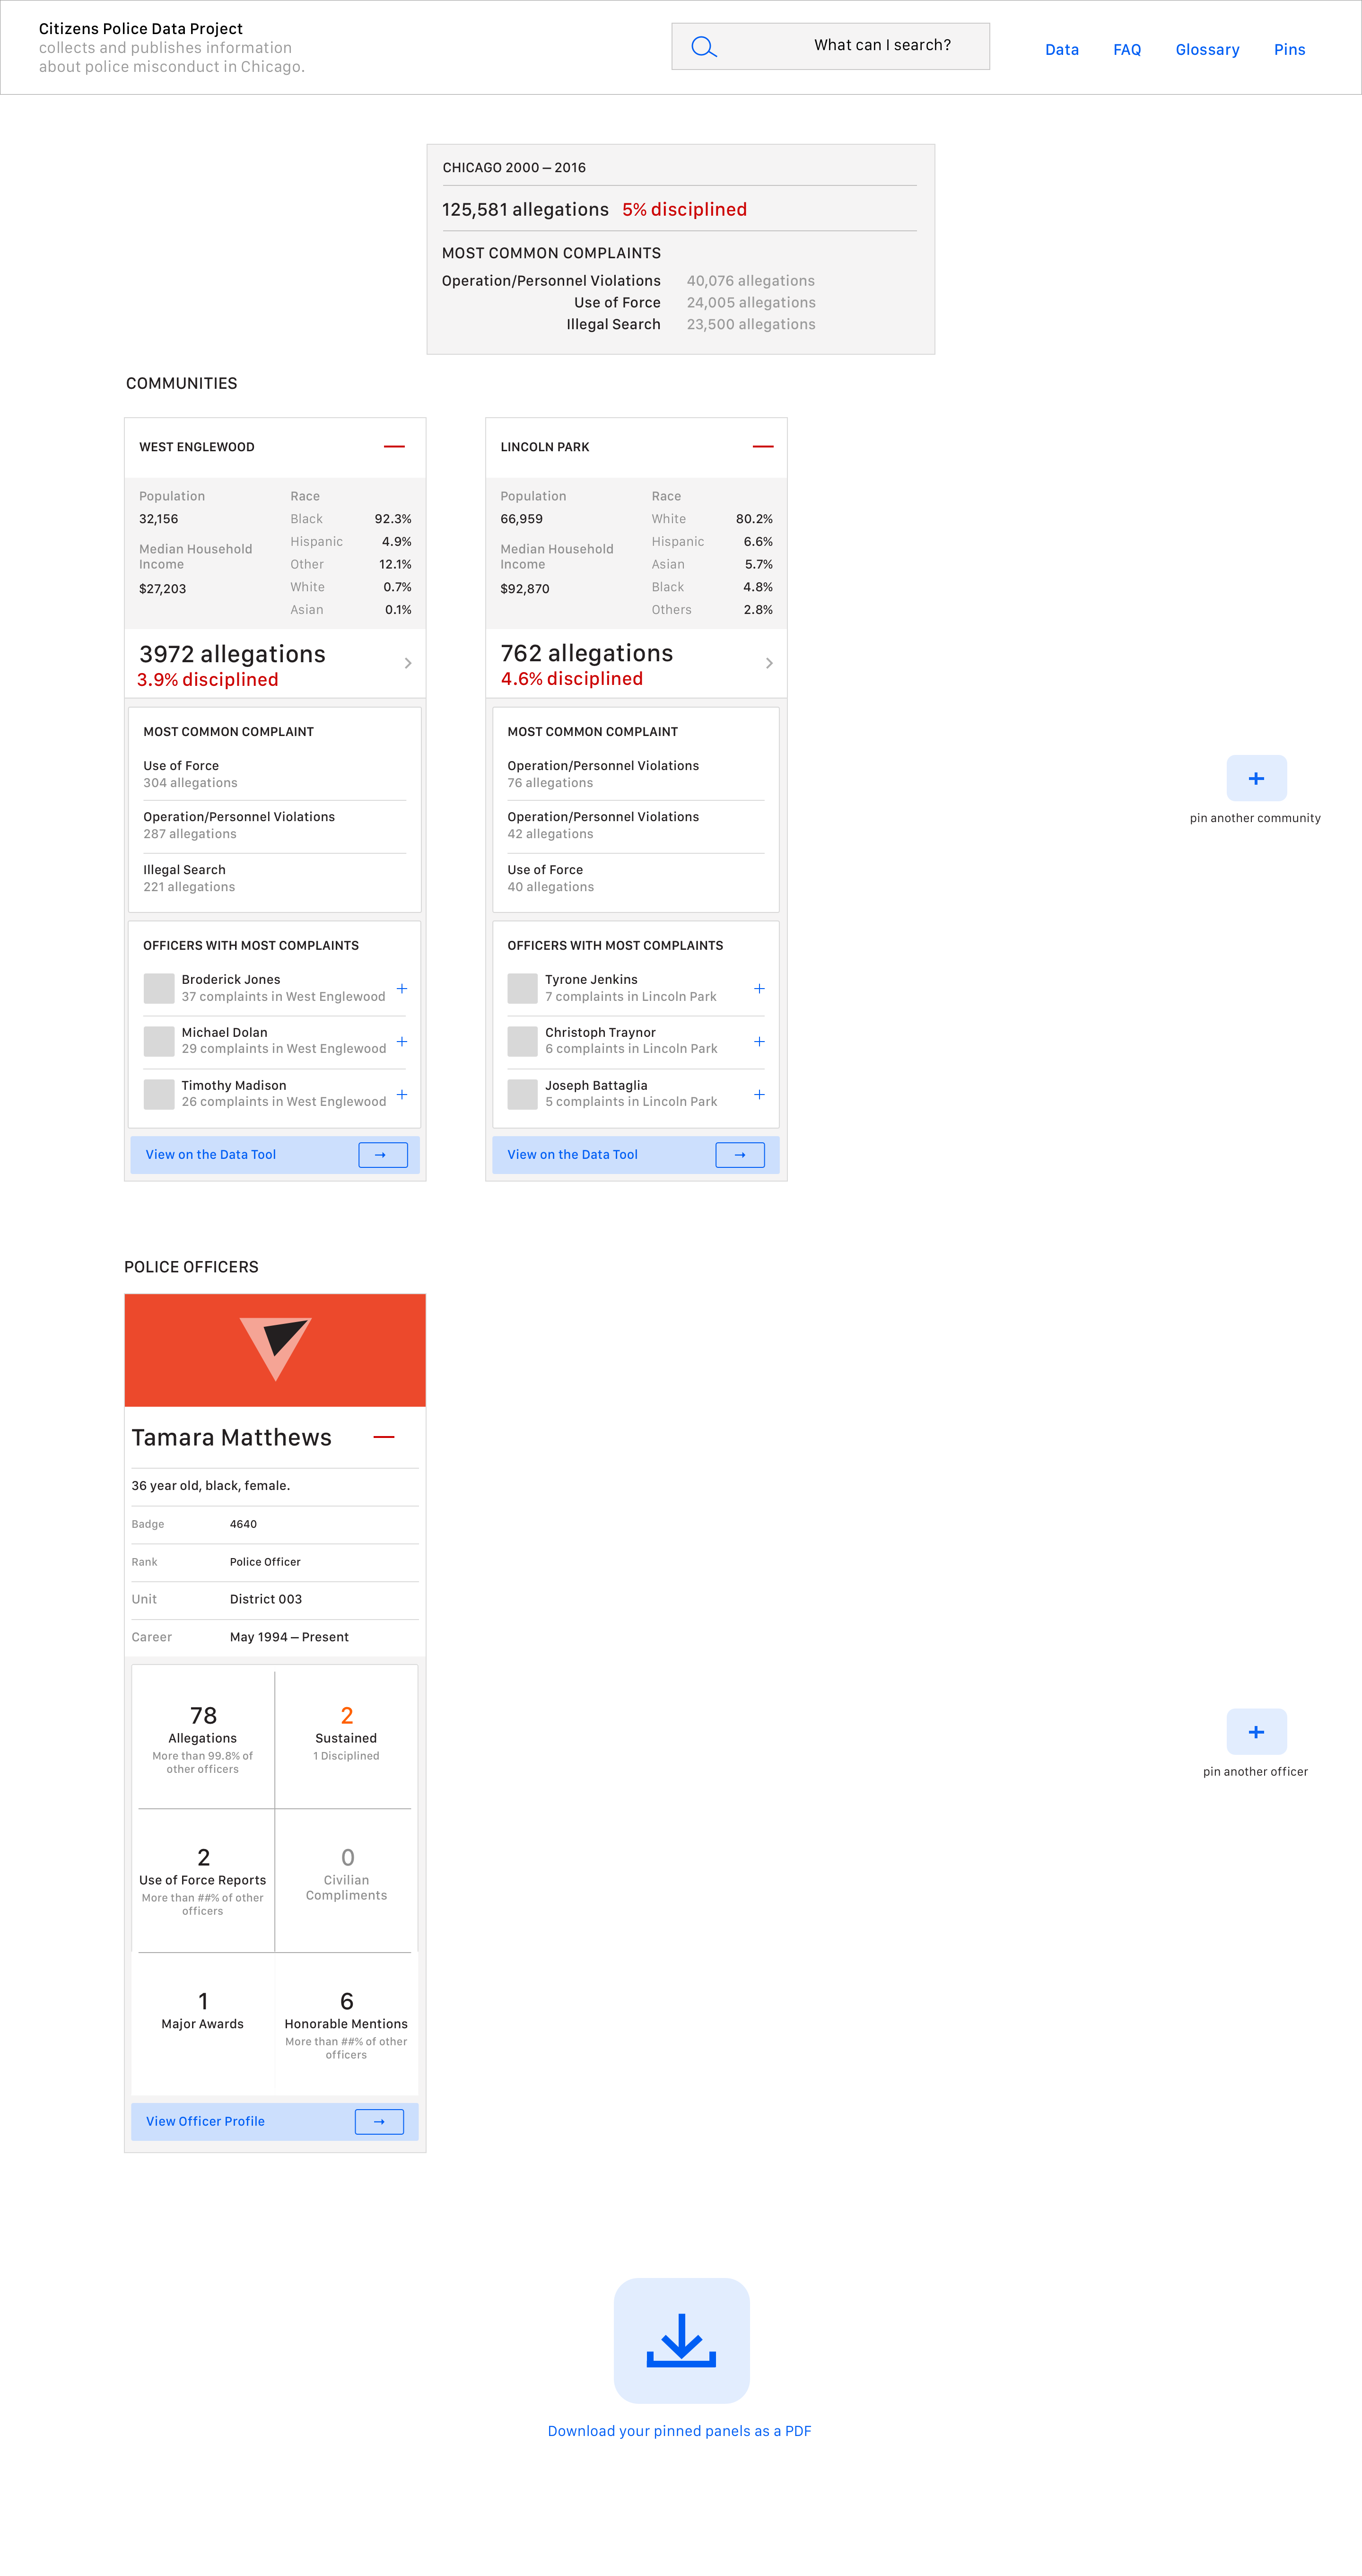 Citizens Police Data Project
collects and publishes information
about police misconduct in Chicago.
What can I search?
Data
FAQ
Glossary
Pins
CHICAGO 2000 – 2016
125,581 allegations 5% disciplined
MOST COMMON COMPLAINTS
Operation/Personnel Violations 40,076 allegations
Use of Force 24,005 allegations
Illegal Search 23,500 allegations
COMMUNITIES
WEST ENGLEWOOD
Population
32,156
Median Household
Income
$27,203
Race
Black 92.3%
Hispanic 4.9%
Other 12.1%
White 0.7%
Asian 0.1%
3972 allegations
3.9% disciplined
MOST COMMON COMPLAINT
Use of Force
304 allegations
Operation/Personnel Violations
287 allegations
Illegal Search
221 allegations
OFFICERS WITH MOST COMPLAINTS
Broderick Jones
37 complaints in West Englewood
Michael Dolan
29 complaints in West Englewood
Timothy Madison
26 complaints in West Englewood
View on the Data Tool
LINCOLN PARK
Population
66,959
Median Household
Income
$92,870
Race
White 80.2%
Hispanic 6.6%
Asian 5.7%
Black 4.8%
Others 2.8%
762 allegations
4.6% disciplined
MOST COMMON COMPLAINT
Operation/Personnel Violations
76 allegations
Operation/Personnel Violations
42 allegations
Use of Force
40 allegations
OFFICERS WITH MOST COMPLAINTS
Tyrone Jenkins
7 complaints in Lincoln Park
Christoph Traynor
6 complaints in Lincoln Park
Joseph Battaglia
5 complaints in Lincoln Park
View on the Data Tool
pin another community
POLICE OFFICERS
Tamara Matthews
36 year old, black, female.
Badge 4640
Rank Police Officer
Unit District 003
Career May 1994 – Present
78
Allegations
More than 99.8% of
other officers
2
Sustained
1 Disciplined
2
Use of Force Reports
More than ##% of other
officers
0
Civilian
Compliments
1
Major Awards
6
Honorable Mentions
More than ##% of other
officers
View Officer Profile
pin another officer
Download your pinned panels as a PDF